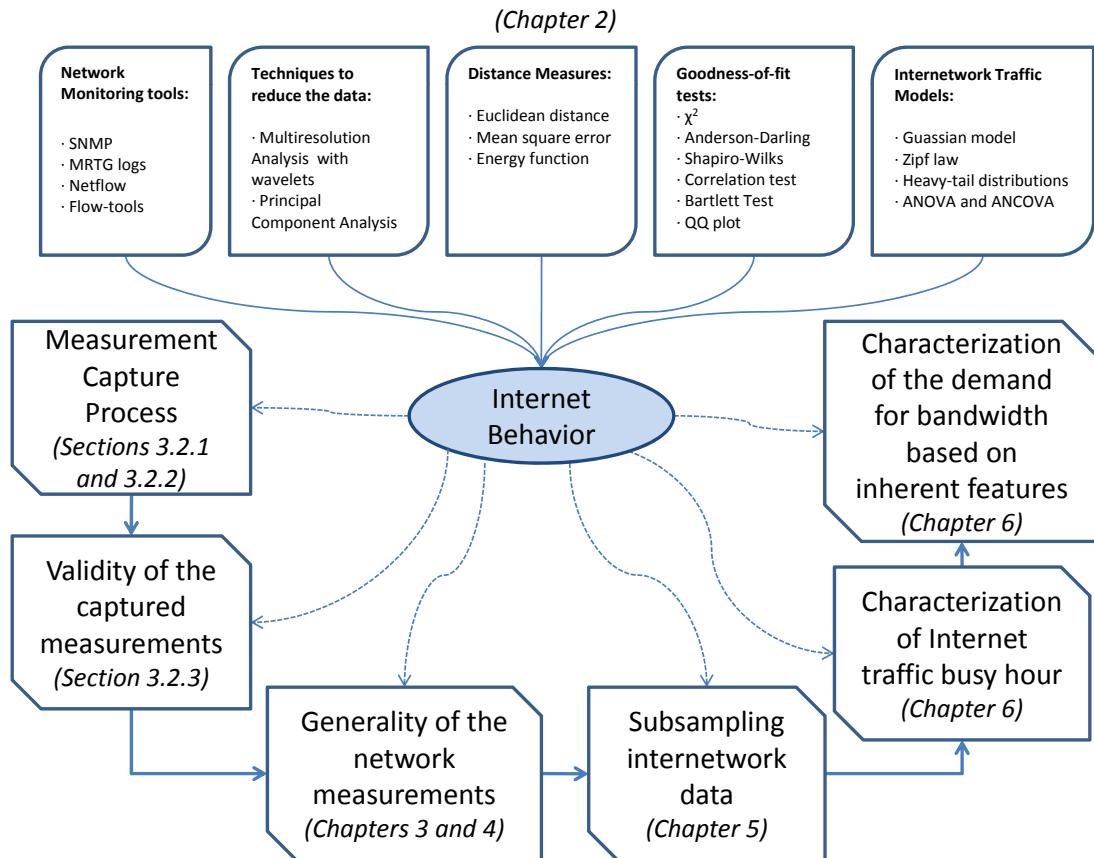 (Chapter 2)
Network
Monitoring tools:
· SNMP
· MRTG logs
· Netflow
· Flow-tools
Techniques to
reduce the data:
· Multiresolution
Analysis with
wavelets
· Principal
Component Analysis
Distance Measures:
· Euclidean distance
· Mean square error
· Energy function
Goodness-of-fit
tests:
· χ²
· Anderson-Darling
· Shapiro-Wilks
· Correlation test
· Bartlett Test
· QQ plot
Internetwork Traffic
Models:
· Guassian model
· Zipf law
· Heavy-tail distributions
· ANOVA and ANCOVA
Internet
Behavior
Measurement
Capture
Process
(Sections 3.2.1
and 3.2.2)
Validity of the
captured
measurements
(Section 3.2.3)
Generality of the
network
measurements
(Chapters 3 and 4)
Subsampling
internetwork
data
(Chapter 5)
Characterization
of Internet
traffic busy hour
(Chapter 6)
Characterization
of the demand
for bandwidth
based on
inherent features
(Chapter 6)